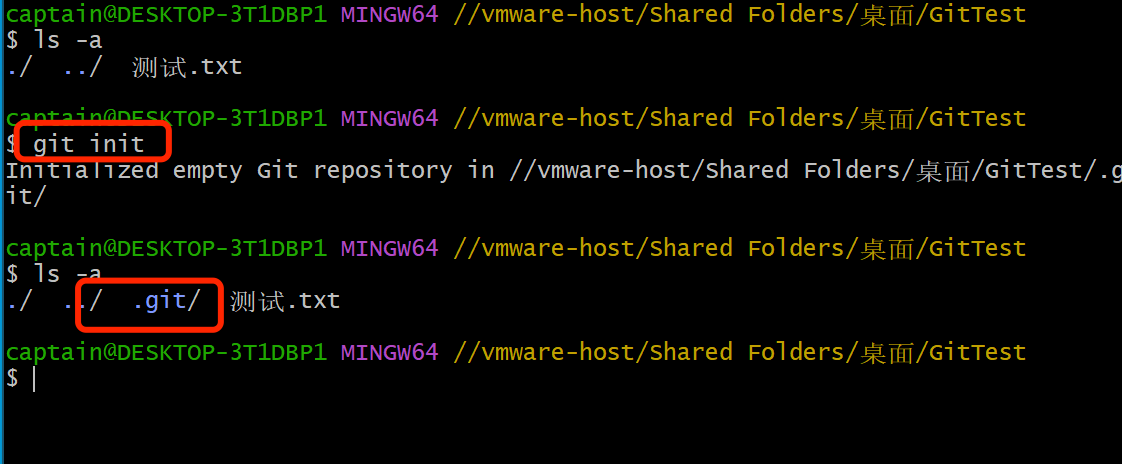 captain@DESKTOP-3T1DBP1 MINGW64 //vmware-host/Shared Folders/桌面/GitTest
$ ls -a
./  ../  测试.txt
captain@DESKTOP-3T1DBP1 MINGW64 //vmware-host/Shared Folders/桌面/GitTest
$ git init
Initialized empty Git repository in //vmware-host/Shared Folders/桌面/GitTest/.g
it/
captain@DESKTOP-3T1DBP1 MINGW64 //vmware-host/Shared Folders/桌面/GitTest
$ ls -a
./  ../  .git/  测试.txt
captain@DESKTOP-3T1DBP1 MINGW64 //vmware-host/Shared Folders/桌面/GitTest
$